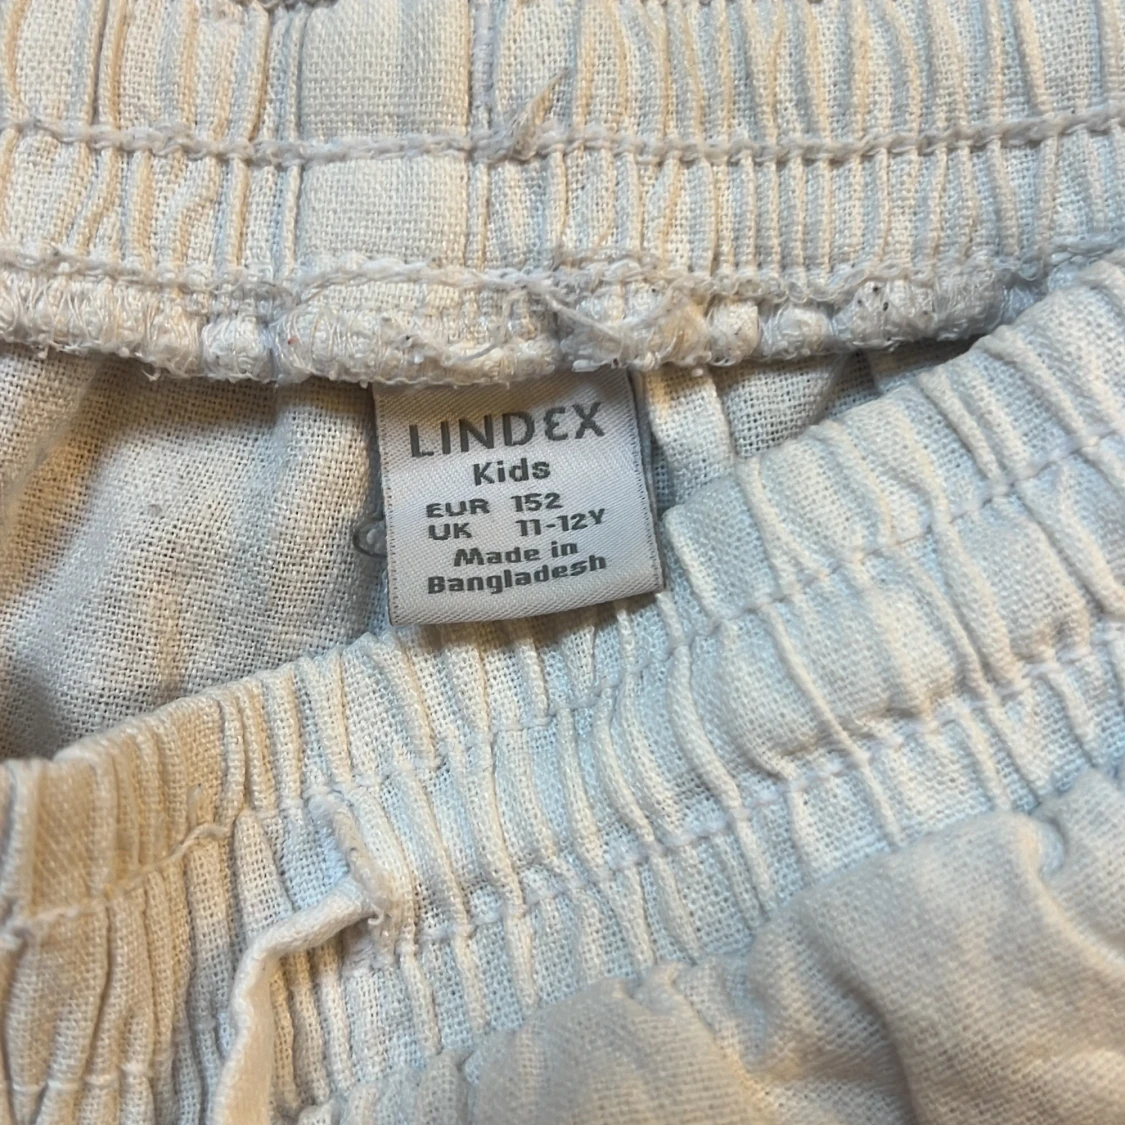 LINDEX
Kids
EUR 152
UK 11-12Y
Made in
Bangladesh